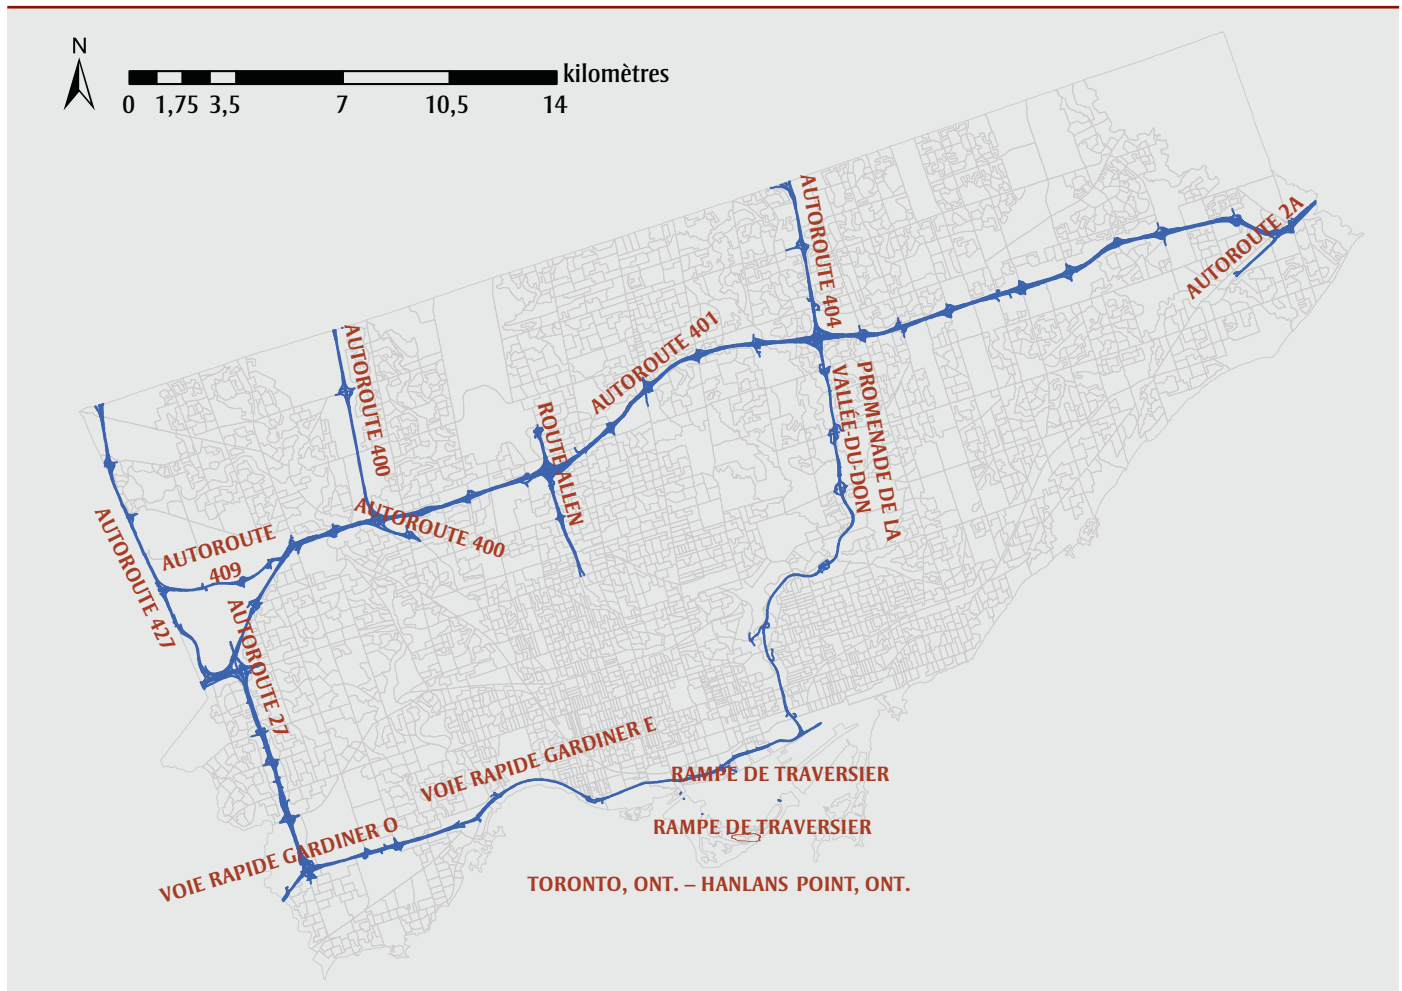 N
kilomètres
0 1,75 3,5 7 10,5 14
AUTOROUTE 404
AUTOROUTE 2A
AUTOROUTE 401
AUTOROUTE 400
PROMENADE DE LA
VALLÉE-DU-DON
ROUTE ALLEN
AUTOROUTE 400
AUTOROUTE
409
AUTOROUTE 427
AUTOROUTE 27
VOIE RAPIDE GARDINER E
RAMPE DE TRAVERSIER
RAMPE DE TRAVERSIER
VOIE RAPIDE GARDINER O
TORONTO, ONT. – HANLANS POINT, ONT.